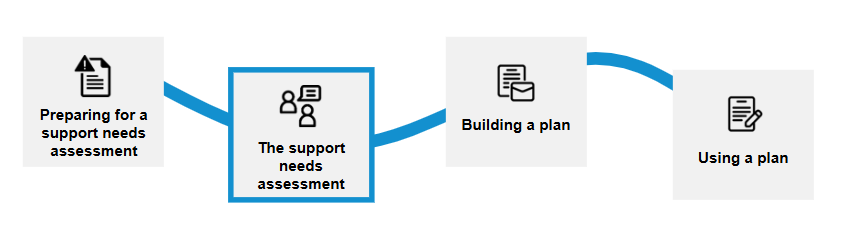 Preparing for a
support needs
assessment
The support
needs
assessment
Building a plan
Using a plan